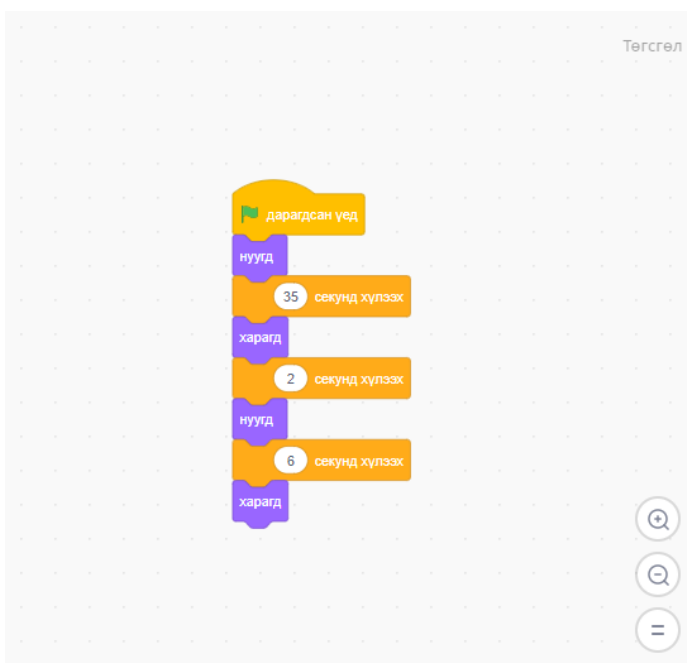 Төгсгөл
дарагдсан үед
нуугд
35 секунд хүлээх
харагд
2 секунд хүлээх
нуугд
6 секунд хүлээх
харагд